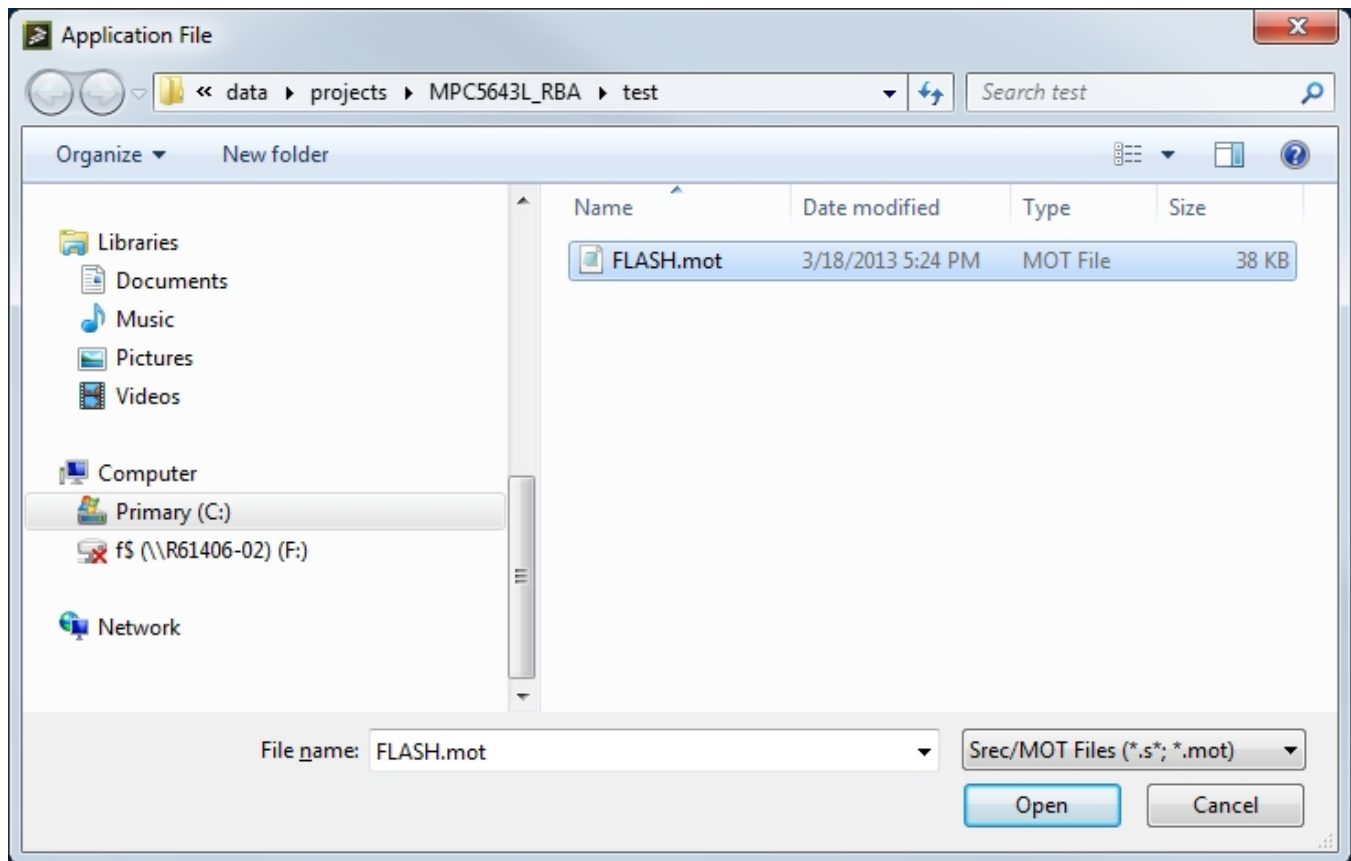 Application File
« data ▸ projects ▸ MPC5643L_RBA ▸ test
Search test
Organize ▾ New folder
Name Date modified Type Size
FLASH.mot 3/18/2013 5:24 PM MOT File 38 KB
Libraries
Documents
Music
Pictures
Videos
Computer
Primary (C:)
f$ (\\R61406-02) (F:)
Network
File name: FLASH.mot
Srec/MOT Files (*.s*; *.mot)
Open Cancel